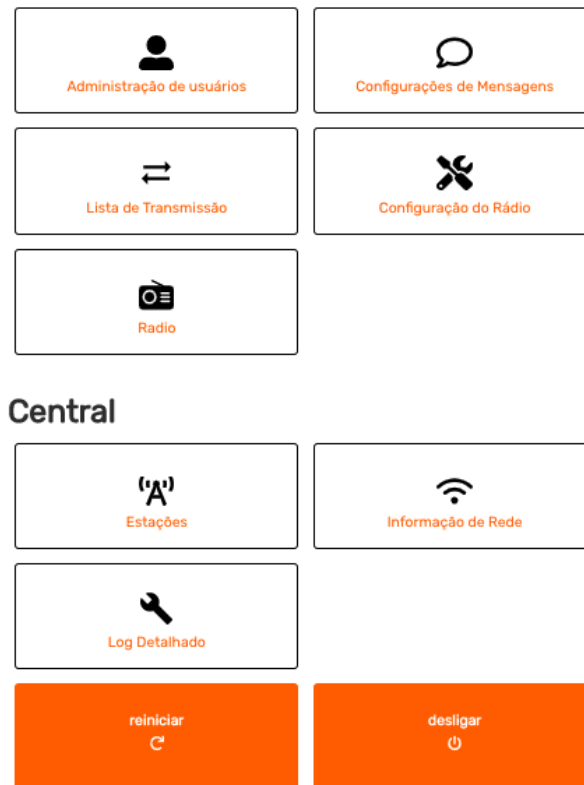 Administração de usuários
Configurações de Mensagens
Lista de Transmissão
Configuração do Rádio
Radio
Central
Estações
Informação de Rede
Log Detalhado
reiniciar
desligar